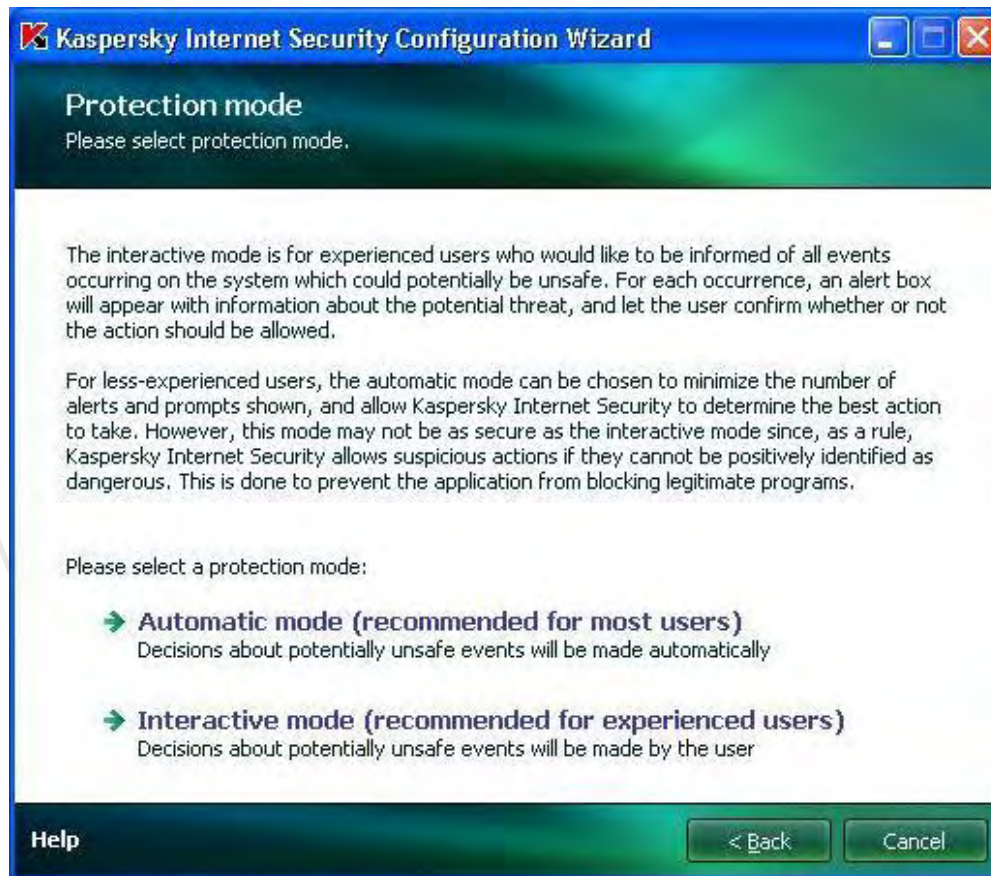 Kaspersky Internet Security Configuration Wizard
Protection mode
Please select protection mode.
The interactive mode is for experienced users who would like to be informed of all events
occurring on the system which could potentially be unsafe. For each occurrence, an alert box
will appear with information about the potential threat, and let the user confirm whether or not
the action should be allowed.
For less-experienced users, the automatic mode can be chosen to minimize the number of
alerts and prompts shown, and allow Kaspersky Internet Security to determine the best action
to take. However, this mode may not be as secure as the interactive mode since, as a rule,
Kaspersky Internet Security allows suspicious actions if they cannot be positively identified as
dangerous. This is done to prevent the application from blocking legitimate programs.
Please select a protection mode:
Automatic mode (recommended for most users)
Decisions about potentially unsafe events will be made automatically
Interactive mode (recommended for experienced users)
Decisions about potentially unsafe events will be made by the user
Help
< Back
Cancel